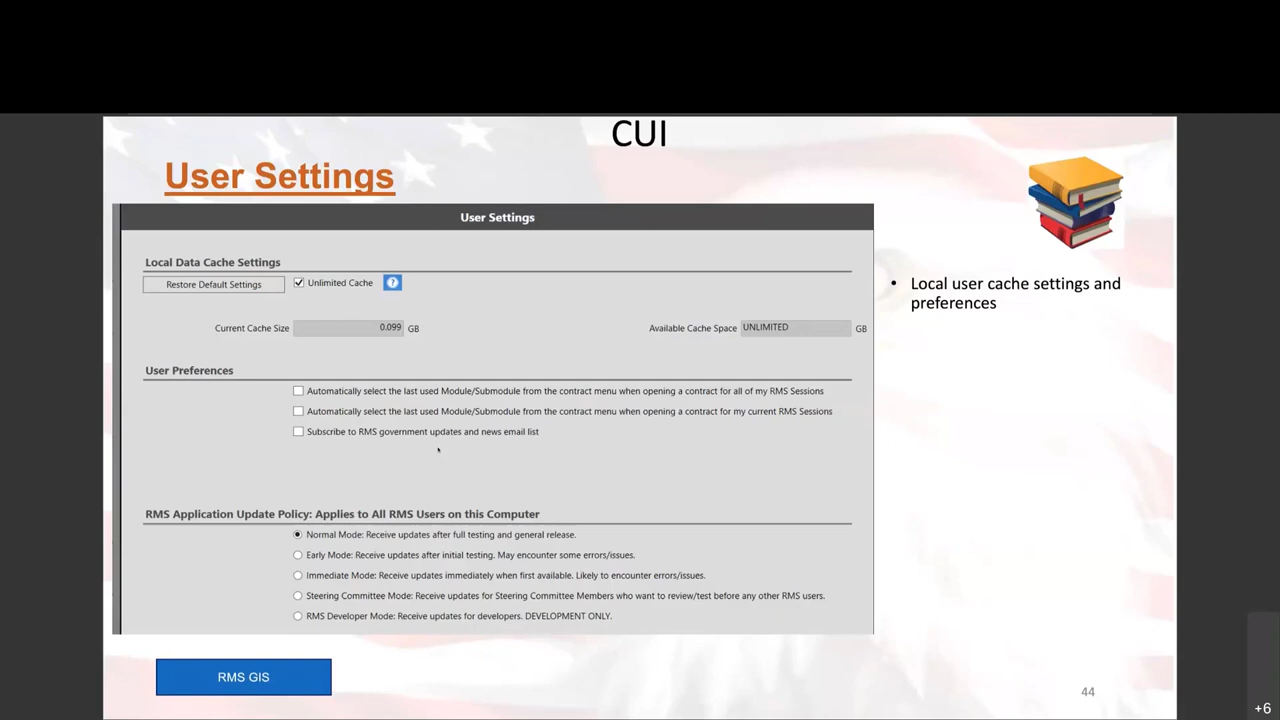 CUI
User Settings
User Settings
Local Data Cache Settings
Restore Default Settings
Unlimited Cache
?
Current Cache Size 0.099 GB
Available Cache Space UNLIMITED GB
User Preferences
Automatically select the last used Module/Submodule from the contract menu when opening a contract for all of my RMS Sessions
Automatically select the last used Module/Submodule from the contract menu when opening a contract for my current RMS Sessions
Subscribe to RMS government updates and news email list
RMS Application Update Policy: Applies to All RMS Users on this Computer
Normal Mode: Receive updates after full testing and general release.
Early Mode: Receive updates after initial testing. May encounter some errors/issues.
Immediate Mode: Receive updates immediately when first available. Likely to encounter errors/issues.
Steering Committee Mode: Receive updates for Steering Committee Members who want to review/test before any other RMS users.
RMS Developer Mode: Receive updates for developers. DEVELOPMENT ONLY.
• Local user cache settings and
preferences
RMS GIS
44
+6